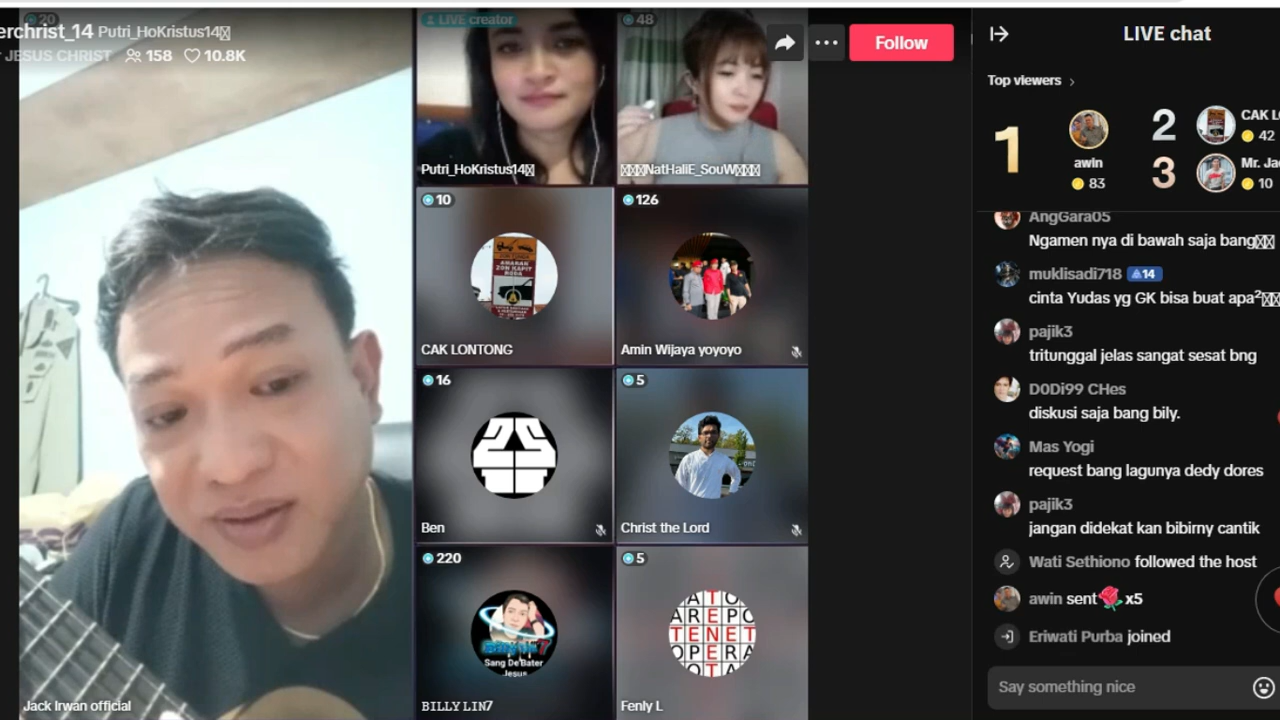 20
erchrist_14 Putri_HoKristus14
JESUS CHRIST 158 10.8K
LIVE creator
48
Follow
Putri_HoKristus14
NatHaliE_SouW
10
126
CAK LONTONG
Amin Wijaya yoyoyo
16
5
Ben
Christ the Lord
220
5
Sang De'Bater
Jesus
TENET
OPERA
BILLY LIN7
Fenly L
Jack Irwan official
LIVE chat
Top viewers
1
awin
83
2
CAK L
42
3
Mr. Ja
10
AngGara05
Ngamen nya di bawah saja bang
muklisadi718 14
cinta Yudas yg GK bisa buat apa²
pajik3
tritunggal jelas sangat sesat bng
D0Di99 CHes
diskusi saja bang bily.
Mas Yogi
request bang lagunya dedy dores
pajik3
jangan didekat kan bibirny cantik
Wati Sethiono followed the host
awin sent x5
Eriwati Purba joined
Say something nice